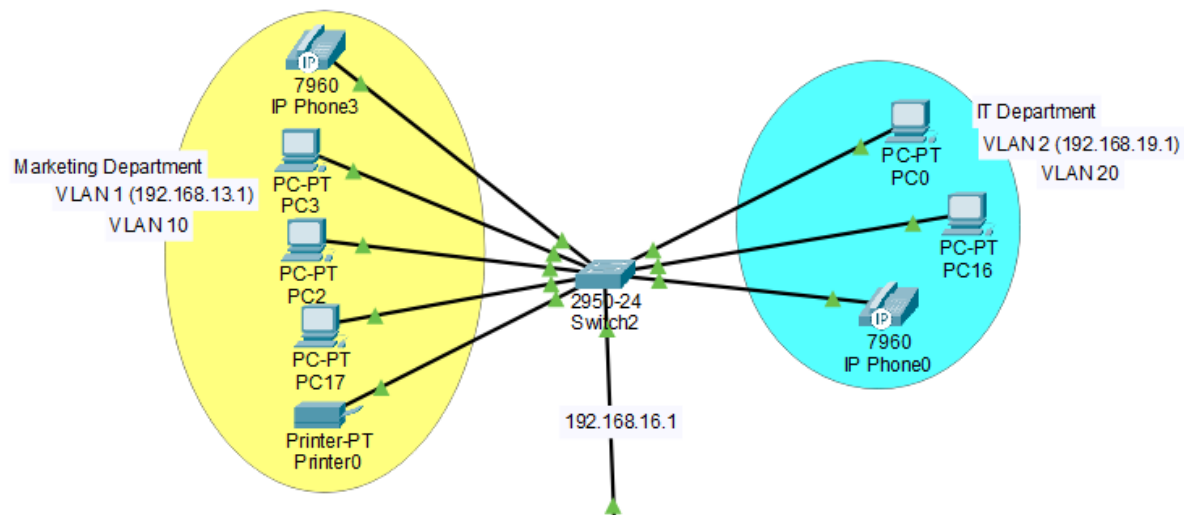 IP
7960
IP Phone3
Marketing Department
VLAN 1 (192.168.13.1)
VLAN 10
PC-PT
PC3
PC-PT
PC2
PC-PT
PC17
Printer-PT
Printer0
2950-24
Switch2
192.168.16.1
IT Department
VLAN 2 (192.168.19.1)
VLAN 20
PC-PT
PC0
PC-PT
PC16
IP
7960
IP Phone0